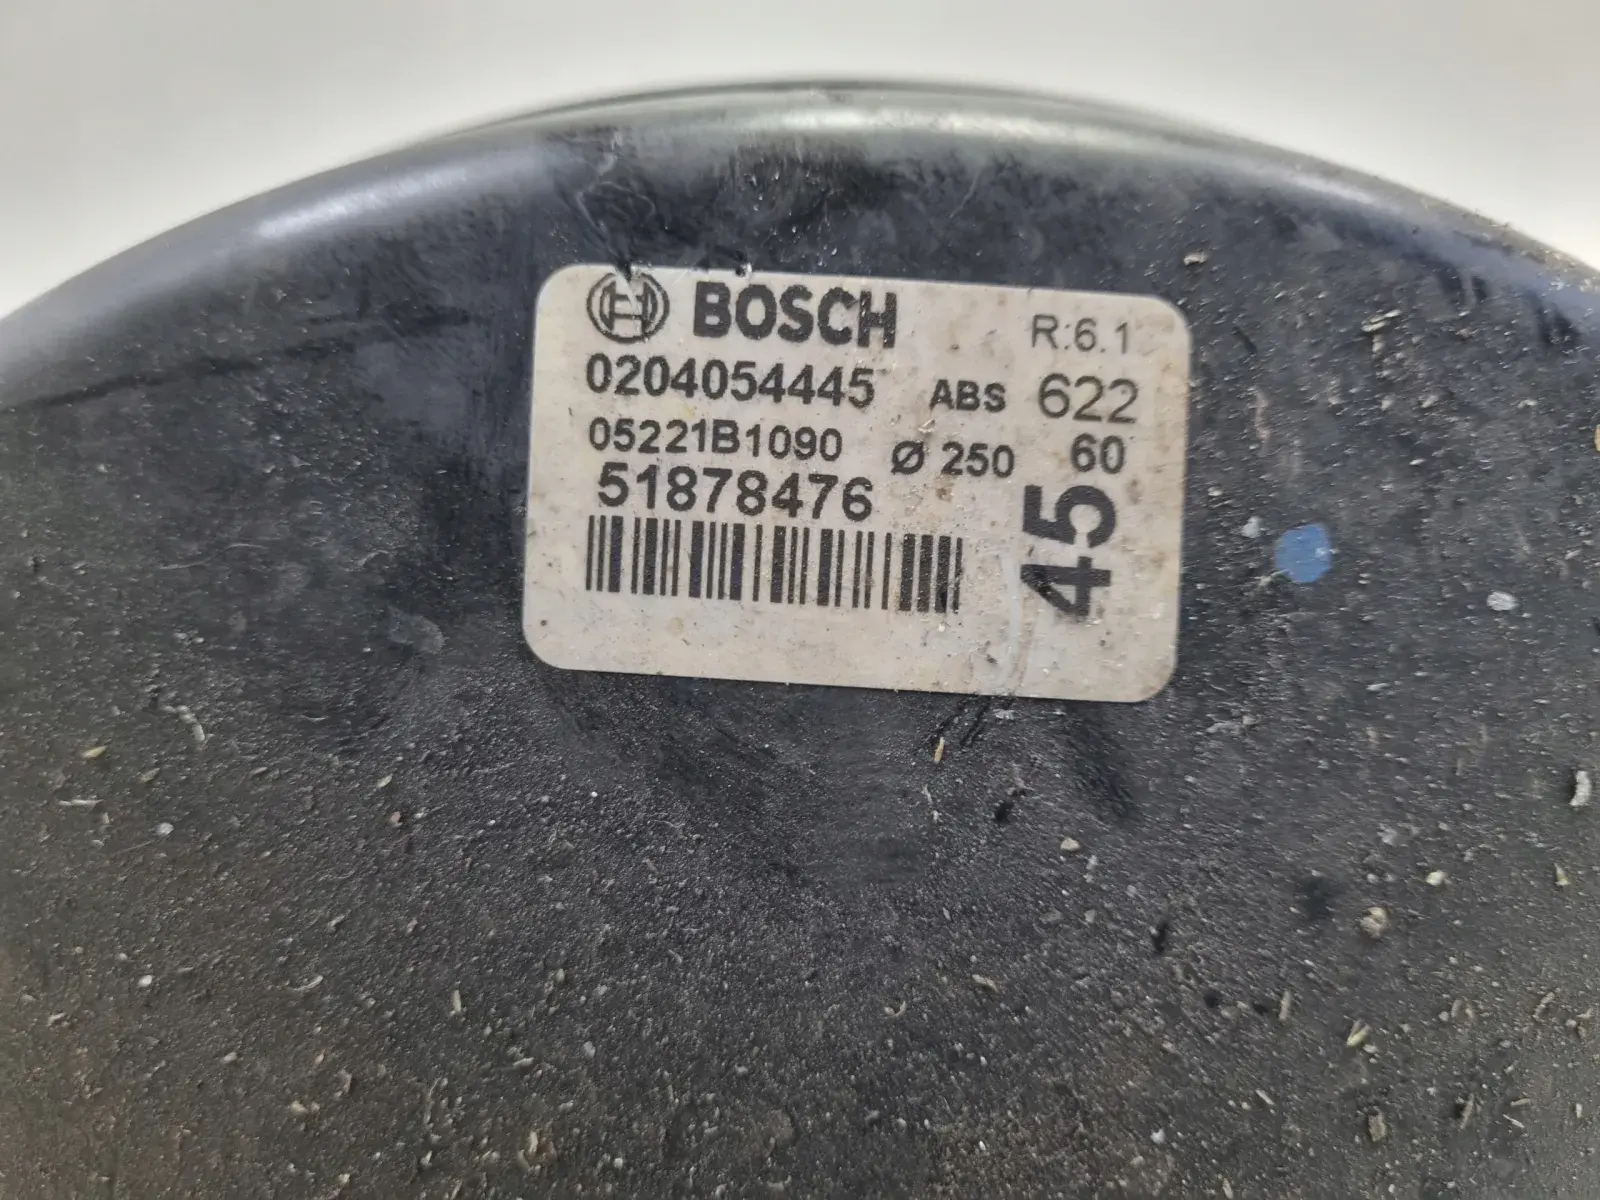 BOSCH R:6.1
0204054445 ABS 622
05221B1090 Ø 250 60
51878476
45